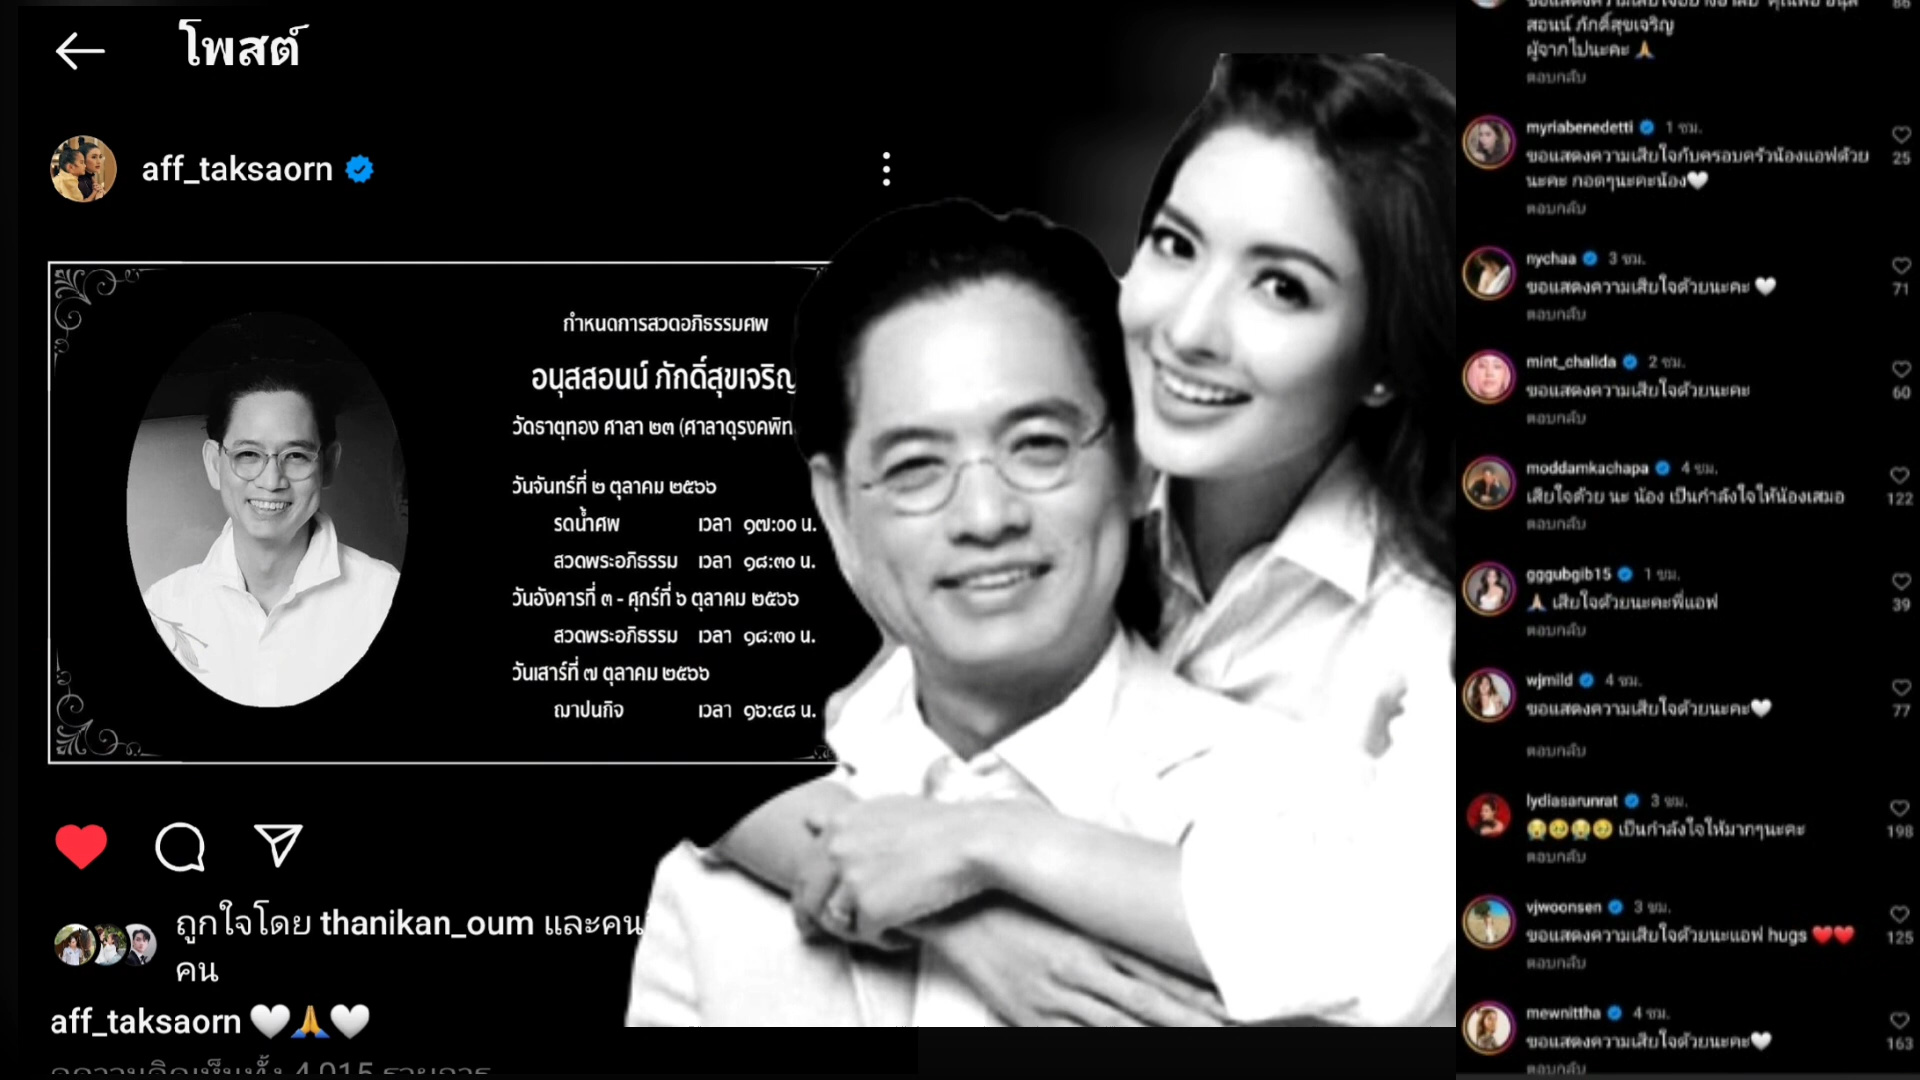 โพสต์
aff_taksaorn
กำหนดการสวดอภิธรรมศพ
อนุสสอนน์ ภักดิ์สุขเจริญ
วัดธาตุทอง ศาลา ๒๓ (ศาลาดุรงคพิท
วันจันทร์ที่ ๒ ตุลาคม ๒๕๖๖
รดน้ำศพ เวลา ๑๗:๐๐ น.
สวดพระอภิธรรม เวลา ๑๘:๓๐ น.
วันอังคารที่ ๓ - ศุกร์ที่ ๖ ตุลาคม ๒๕๖๖
สวดพระอภิธรรม เวลา ๑๘:๓๐ น.
วันเสาร์ที่ ๗ ตุลาคม ๒๕๖๖
ฌาปนกิจ เวลา ๑๖:๔๘ น.
ถูกใจโดย thanikan_oum และคน
คน
aff_taksaorn 🤍🙏🤍
สอนน์ ภักดิ์สุขเจริญ
ผู้จากไปนะคะ 🙏
ตอบกลับ
myriabenedetti 1 ชม.
ขอแสดงความเสียใจกับครอบครัวน้องแอฟด้วย
นะคะ กอดๆนะคะน้อง🤍
25
ตอบกลับ
nychaa 3 ชม.
ขอแสดงความเสียใจด้วยนะคะ 🤍
71
ตอบกลับ
mint_chalida 2 ชม.
ขอแสดงความเสียใจด้วยนะคะ
60
ตอบกลับ
moddamkachapa 4 ชม.
เสียใจด้วย นะ น้อง เป็นกำลังใจให้น้องเสมอ
122
ตอบกลับ
gggubgib15 1 ชม.
🙏 เสียใจด้วยนะคะพี่แอฟ
39
ตอบกลับ
wjmild 4 ชม.
ขอแสดงความเสียใจด้วยนะคะ🤍
77
ตอบกลับ
lydiasarunrat 3 ชม.
😭🥹😭🥹 เป็นกำลังใจให้มากๆนะคะ
198
ตอบกลับ
vjwoonsen 3 ชม.
ขอแสดงความเสียใจด้วยนะแอฟ hugs ❤️❤️
125
ตอบกลับ
mewnittha 4 ชม.
ขอแสดงความเสียใจด้วยนะคะ🤍
163
ตอบกลับ